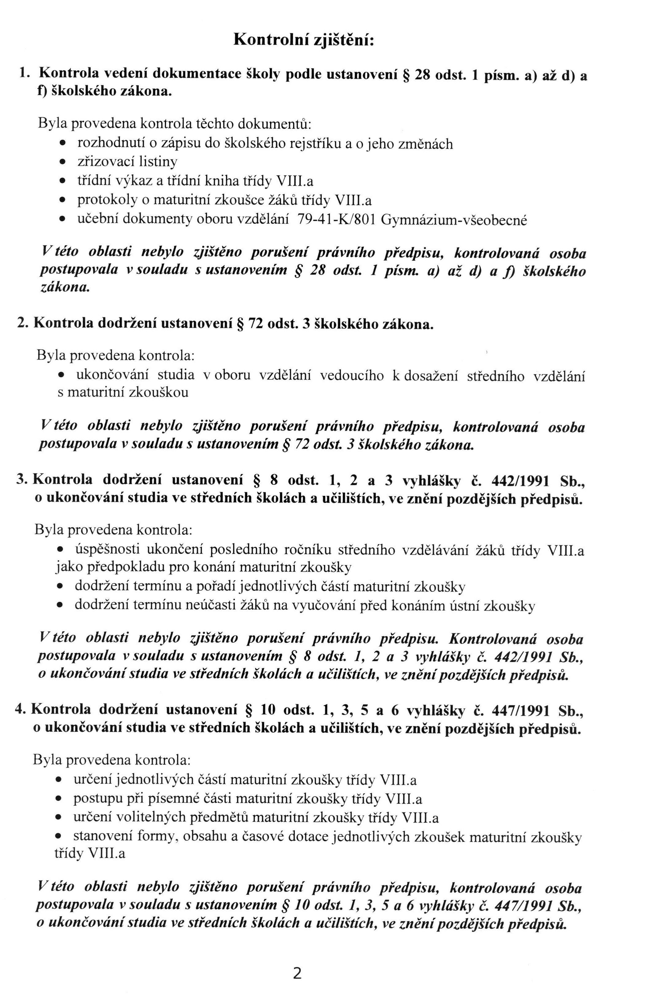 Kontrolní zjištění:
1. Kontrola vedení dokumentace školy podle ustanovení § 28 odst. 1 písm. a) až d) a
f) školského zákona.
Byla provedena kontrola těchto dokumentů:
• rozhodnutí o zápisu do školského rejstříku a o jeho změnách
• zřizovací listiny
• třídní výkaz a třídní kniha třídy VIII.a
• protokoly o maturitní zkoušce žáků třídy VIII.a
• učební dokumenty oboru vzdělání 79-41-K/801 Gymnázium-všeobecné
V této oblasti nebylo zjištěno porušení právního předpisu, kontrolovaná osoba
postupovala v souladu s ustanovením § 28 odst. 1 písm. a) až d) a f) školského
zákona.
2. Kontrola dodržení ustanovení § 72 odst. 3 školského zákona.
Byla provedena kontrola:
• ukončování studia v oboru vzdělání vedoucího k dosažení středního vzdělání
s maturitní zkouškou
V této oblasti nebylo zjištěno porušení právního předpisu, kontrolovaná osoba
postupovala v souladu s ustanovením § 72 odst. 3 školského zákona.
3. Kontrola dodržení ustanovení § 8 odst. 1, 2 a 3 vyhlášky č. 442/1991 Sb.,
o ukončování studia ve středních školách a učilištích, ve znění pozdějších předpisů.
Byla provedena kontrola:
• úspěšnosti ukončení posledního ročníku středního vzdělávání žáků třídy VIII.a
jako předpokladu pro konání maturitní zkoušky
• dodržení termínu a pořadí jednotlivých částí maturitní zkoušky
• dodržení termínu neúčasti žáků na vyučování před konáním ústní zkoušky
V této oblasti nebylo zjištěno porušení právního předpisu. Kontrolovaná osoba
postupovala v souladu s ustanovením § 8 odst. 1, 2 a 3 vyhlášky č. 442/1991 Sb.,
o ukončování studia ve středních školách a učilištích, ve znění pozdějších předpisů.
4. Kontrola dodržení ustanovení § 10 odst. 1, 3, 5 a 6 vyhlášky č. 447/1991 Sb.,
o ukončování studia ve středních školách a učilištích, ve znění pozdějších předpisů.
Byla provedena kontrola:
• určení jednotlivých částí maturitní zkoušky třídy VIII.a
• postupu při písemné části maturitní zkoušky třídy VIII.a
• určení volitelných předmětů maturitní zkoušky třídy VIII.a
• stanovení formy, obsahu a časové dotace jednotlivých zkoušek maturitní zkoušky
třídy VIII.a
V této oblasti nebylo zjištěno porušení právního předpisu, kontrolovaná osoba
postupovala v souladu s ustanovením § 10 odst. 1, 3, 5 a 6 vyhlášky č. 447/1991 Sb.,
o ukončování studia ve středních školách a učilištích, ve znění pozdějších předpisů.
2